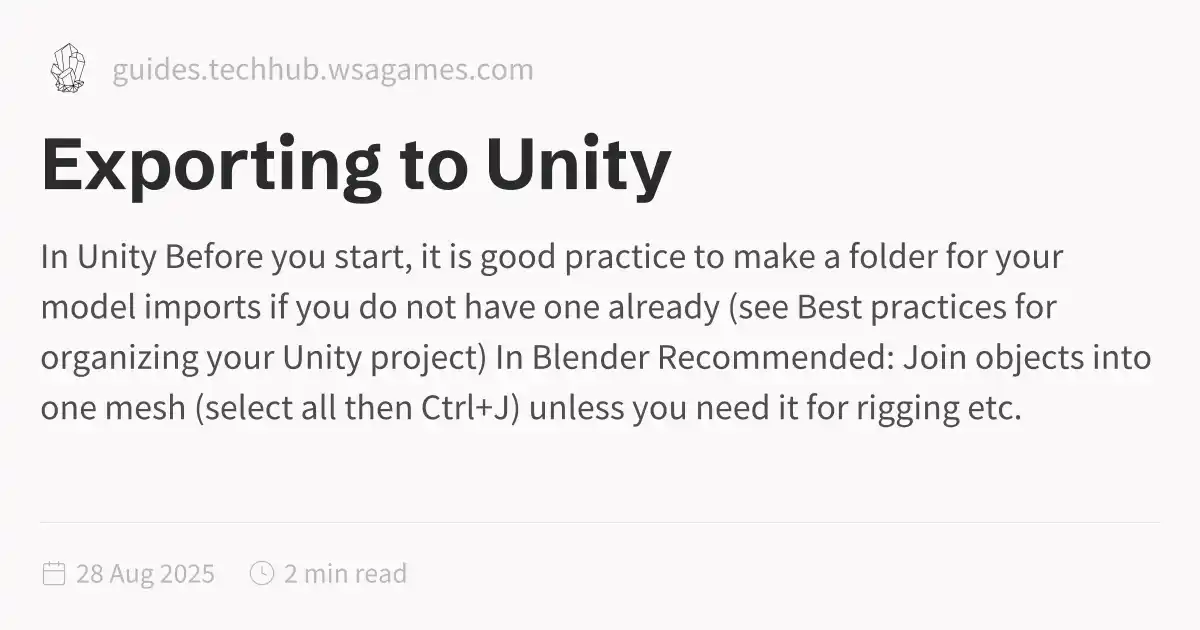 guides.techhub.wsagames.com
Exporting to Unity
In Unity Before you start, it is good practice to make a folder for your
model imports if you do not have one already (see Best practices for
organizing your Unity project) In Blender Recommended: Join objects into
one mesh (select all then Ctrl+J) unless you need it for rigging etc.
28 Aug 2025
2 min read